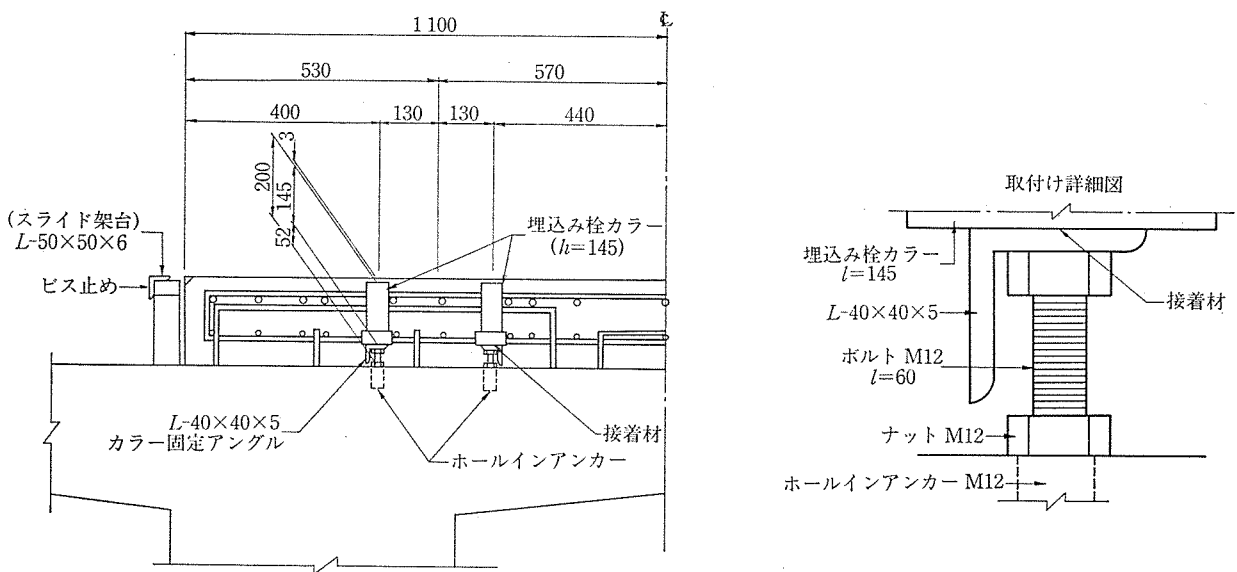 ℄
1 100
530
570
400
130
130
440
3
200
145
52
(スライド架台)
L-50×50×6
ビス止め
埋込み栓カラー
(h=145)
L-40×40×5
カラー固定アングル
接着材
ホールインアンカー
取付け詳細図
埋込み栓カラー
l=145
L-40×40×5
接着材
ボルト M12
l=60
ナット M12
ホールインアンカー M12